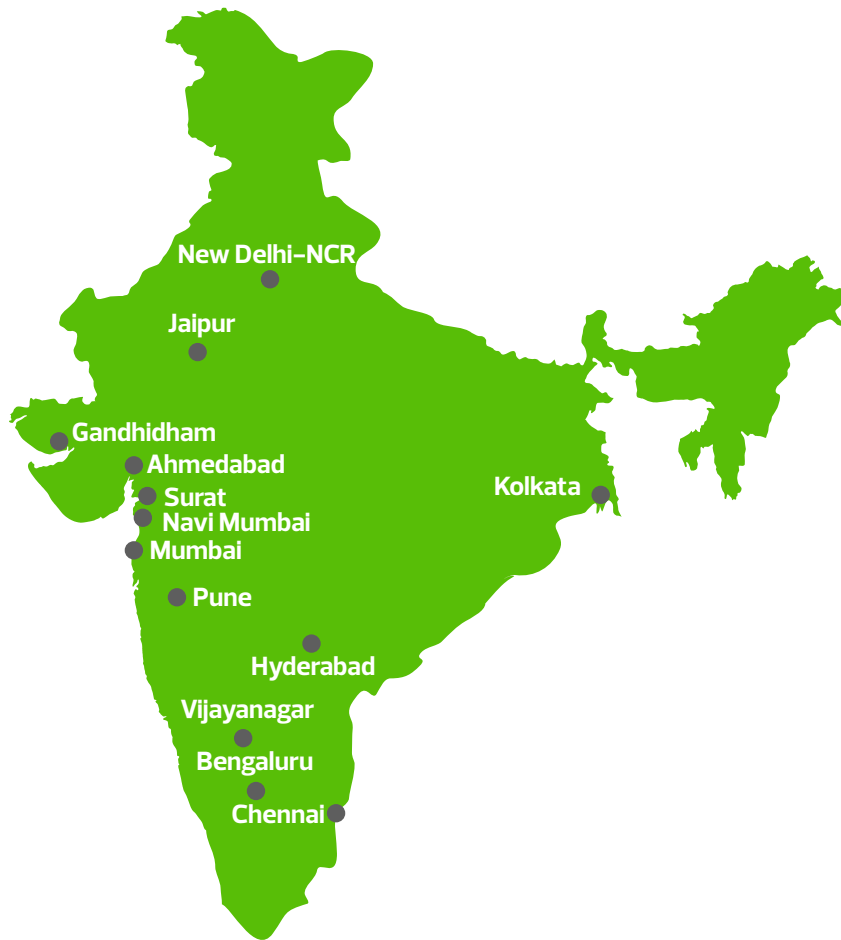 New Delhi-NCR
Jaipur
Gandhidham
Ahmedabad
Kolkata
Surat
Navi Mumbai
Mumbai
Pune
Hyderabad
Vijayanagar
Bengaluru
Chennai